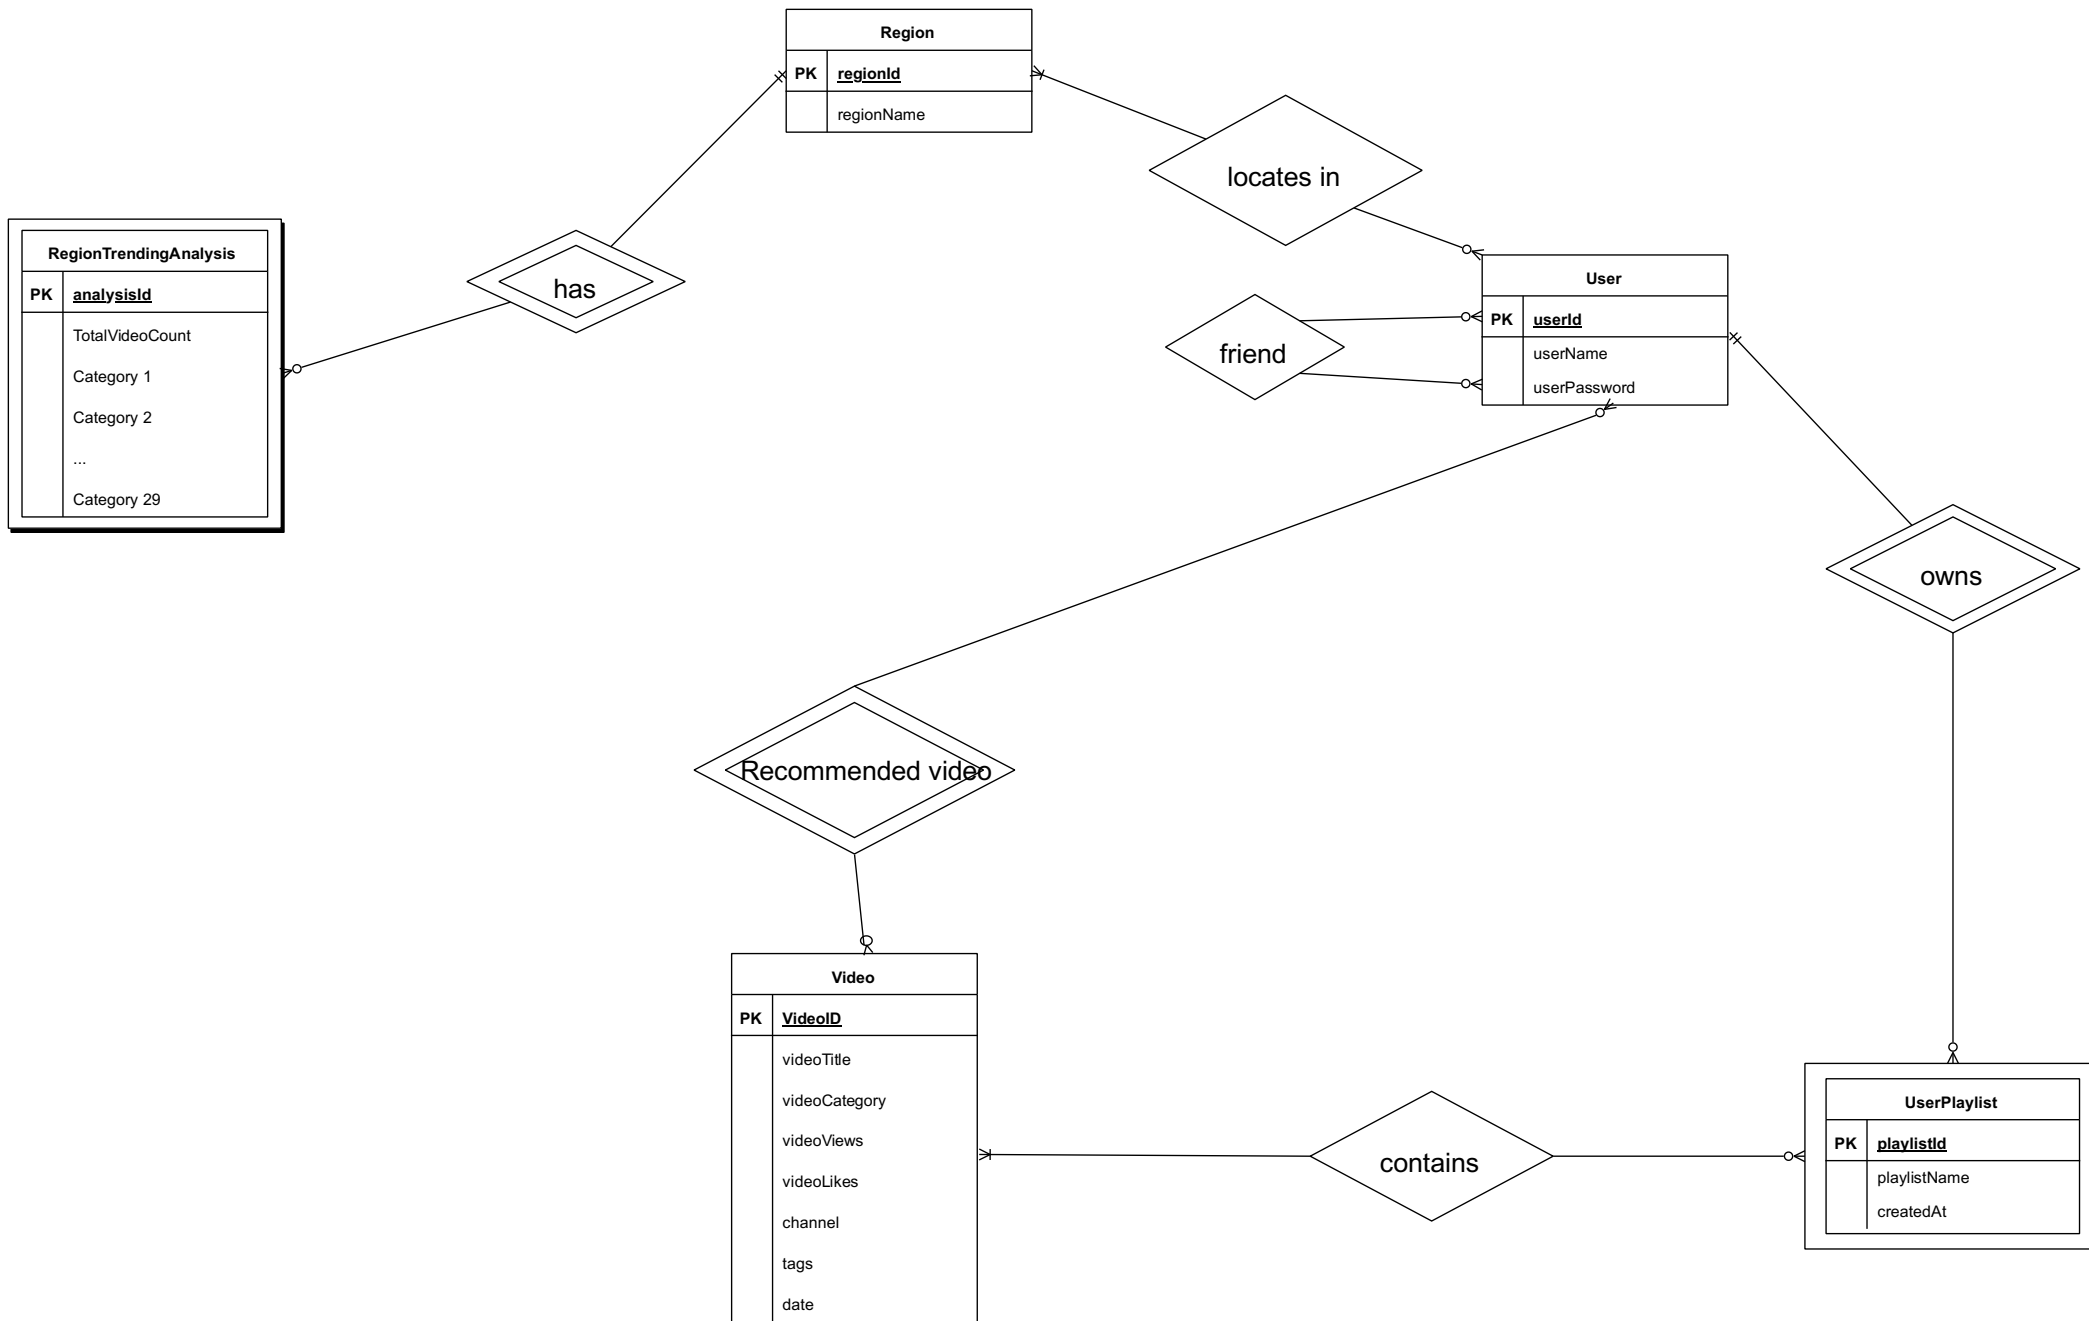 Region
PK regionId
regionName
locates in
RegionTrendingAnalysis
PK analysisId
TotalVideoCount
Category 1
Category 2
...
Category 29
has
User
PK userId
userName
userPassword
friend
owns
Recommended video
Video
PK VideoID
videoTitle
videoCategory
videoViews
videoLikes
channel
tags
date
contains
UserPlaylist
PK playlistId
playlistName
createdAt